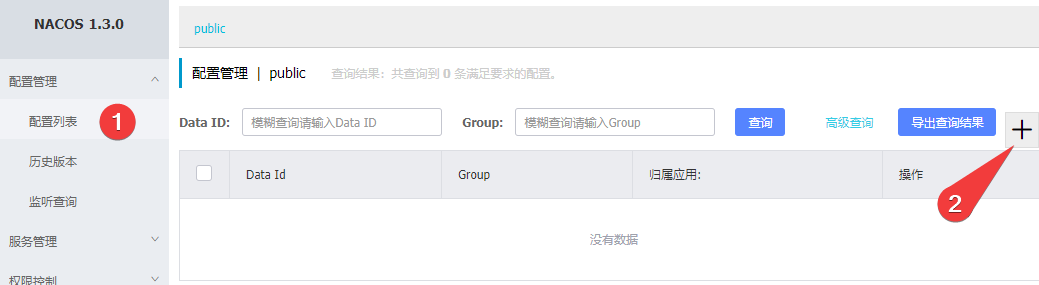 NACOS 1.3.0
public
配置管理
配置管理 | public 查询结果：共查询到 0 条满足要求的配置。
配置列表 1
Data ID: 模糊查询请输入Data ID Group: 模糊查询请输入Group 查询 高级查询 导出查询结果 +
历史版本
Data Id Group 归属应用: 操作
监听查询
2
服务管理
没有数据
权限控制